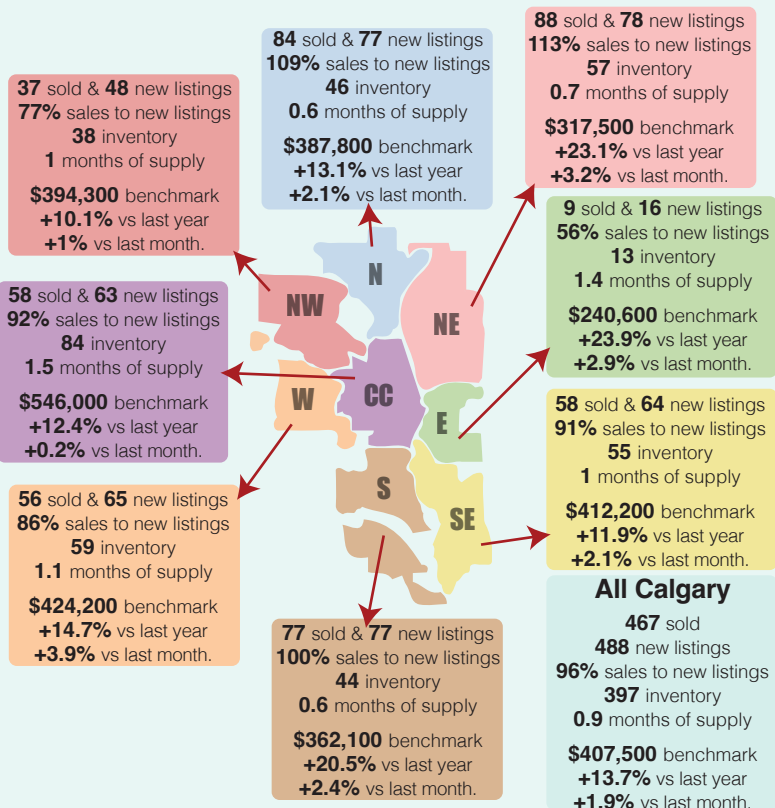 37 sold & 48 new listings
77% sales to new listings
38 inventory
1 months of supply
$394,300 benchmark
+10.1% vs last year
+1% vs last month.
84 sold & 77 new listings
109% sales to new listings
46 inventory
0.6 months of supply
$387,800 benchmark
+13.1% vs last year
+2.1% vs last month.
88 sold & 78 new listings
113% sales to new listings
57 inventory
0.7 months of supply
$317,500 benchmark
+23.1% vs last year
+3.2% vs last month.
9 sold & 16 new listings
56% sales to new listings
13 inventory
1.4 months of supply
$240,600 benchmark
+23.9% vs last year
+2.9% vs last month.
58 sold & 63 new listings
92% sales to new listings
84 inventory
1.5 months of supply
$546,000 benchmark
+12.4% vs last year
+0.2% vs last month.
N
NW
NE
W
CC
E
S
SE
58 sold & 64 new listings
91% sales to new listings
55 inventory
1 months of supply
$412,200 benchmark
+11.9% vs last year
+2.1% vs last month.
56 sold & 65 new listings
86% sales to new listings
59 inventory
1.1 months of supply
$424,200 benchmark
+14.7% vs last year
+3.9% vs last month.
77 sold & 77 new listings
100% sales to new listings
44 inventory
0.6 months of supply
$362,100 benchmark
+20.5% vs last year
+2.4% vs last month.
All Calgary
467 sold
488 new listings
96% sales to new listings
397 inventory
0.9 months of supply
$407,500 benchmark
+13.7% vs last year
+1.9% vs last month.